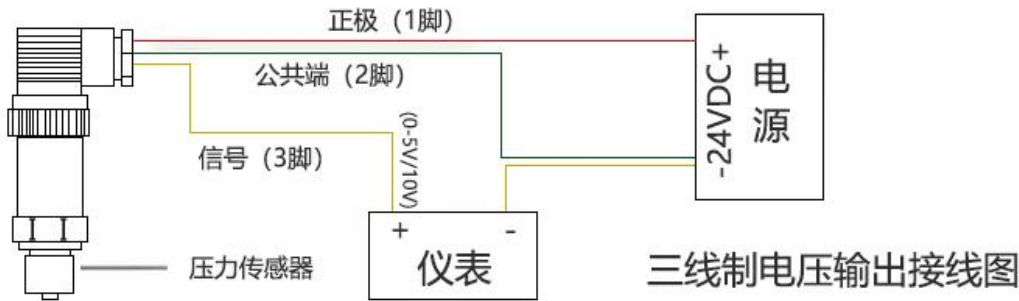 正极（1脚）
公共端（2脚）
信号（3脚）
(0-5V/10V)
-24VDC+
电源
+ -
仪表
压力传感器
三线制电压输出接线图